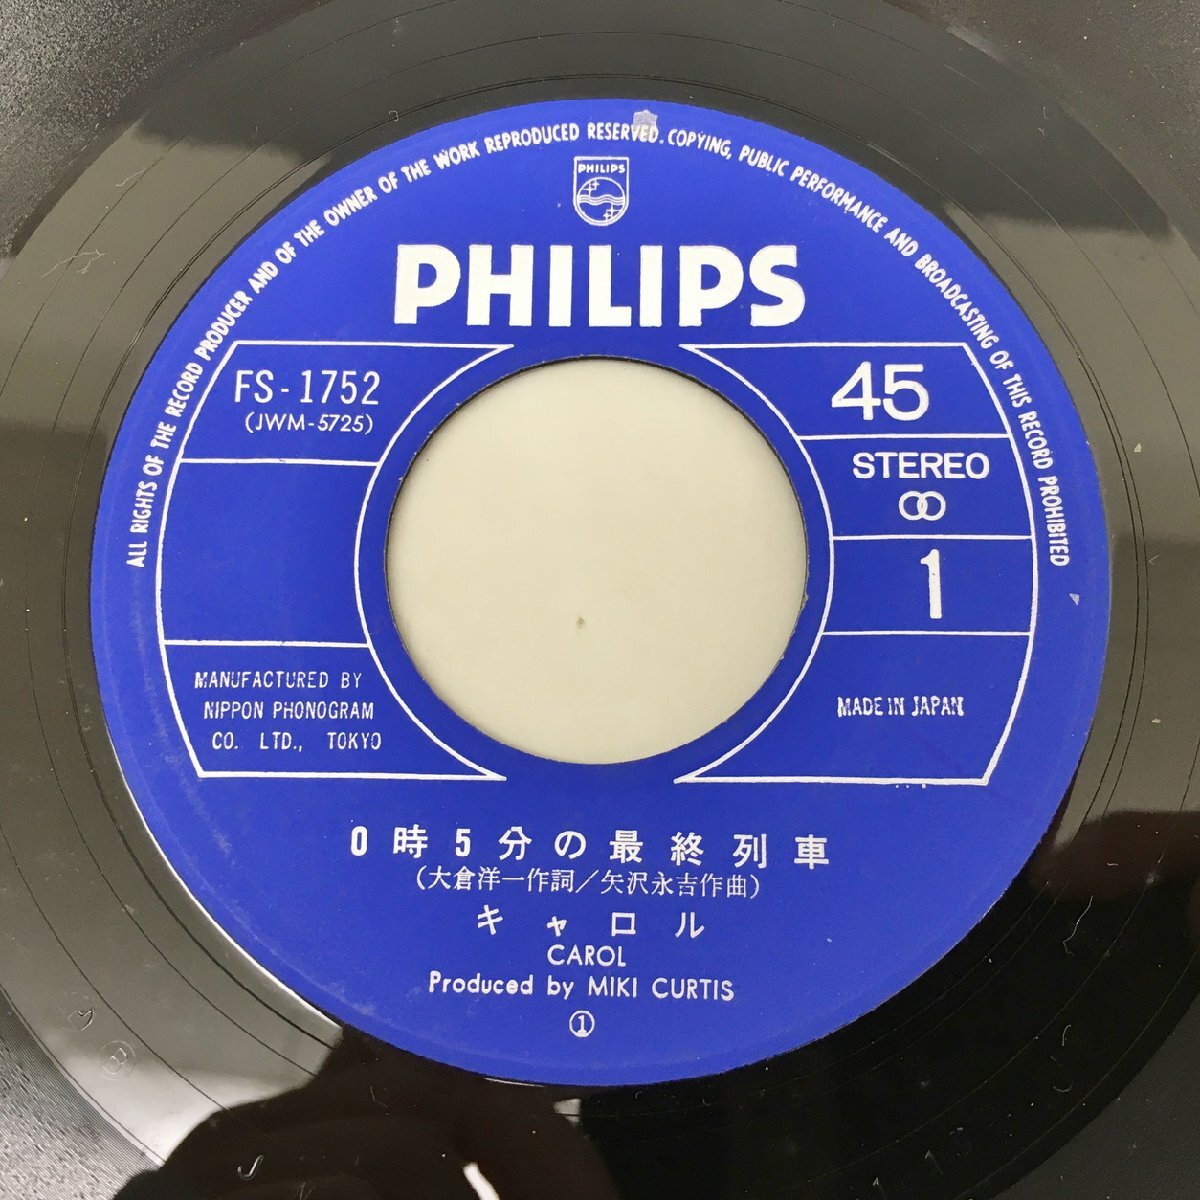 ALL RIGHTS OF THE RECORD PRODUCER AND OF THE OWNER OF THE WORK REPRODUCED RESERVED. COPYING, PUBLIC PERFORMANCE AND BROADCASTING OF THIS RECORD PROHIBITED
PHILIPS
PHILIPS
FS-1752
(JWM-5725)
45
STEREO
1
MANUFACTURED BY
NIPPON PHONOGRAM
CO. LTD., TOKYO
MADE IN JAPAN
0時5分の最終列車
(大倉洋一作詞/矢沢永吉作曲)
キャロル
CAROL
Produced by MIKI CURTIS
①